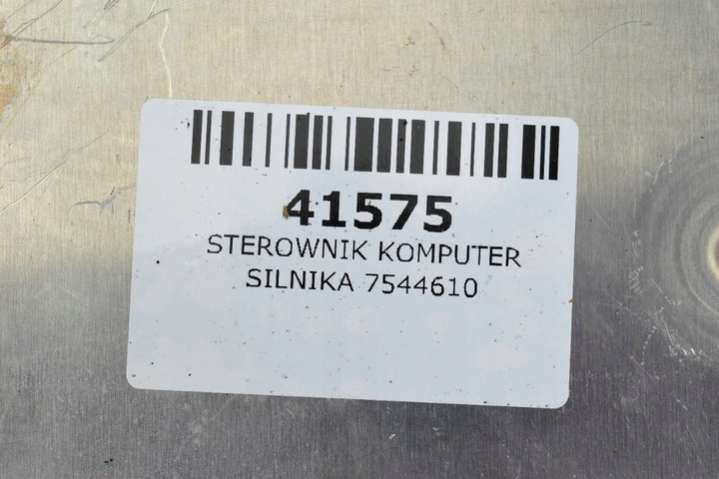 41575
STEROWNIK KOMPUTER
SILNIKA 7544610